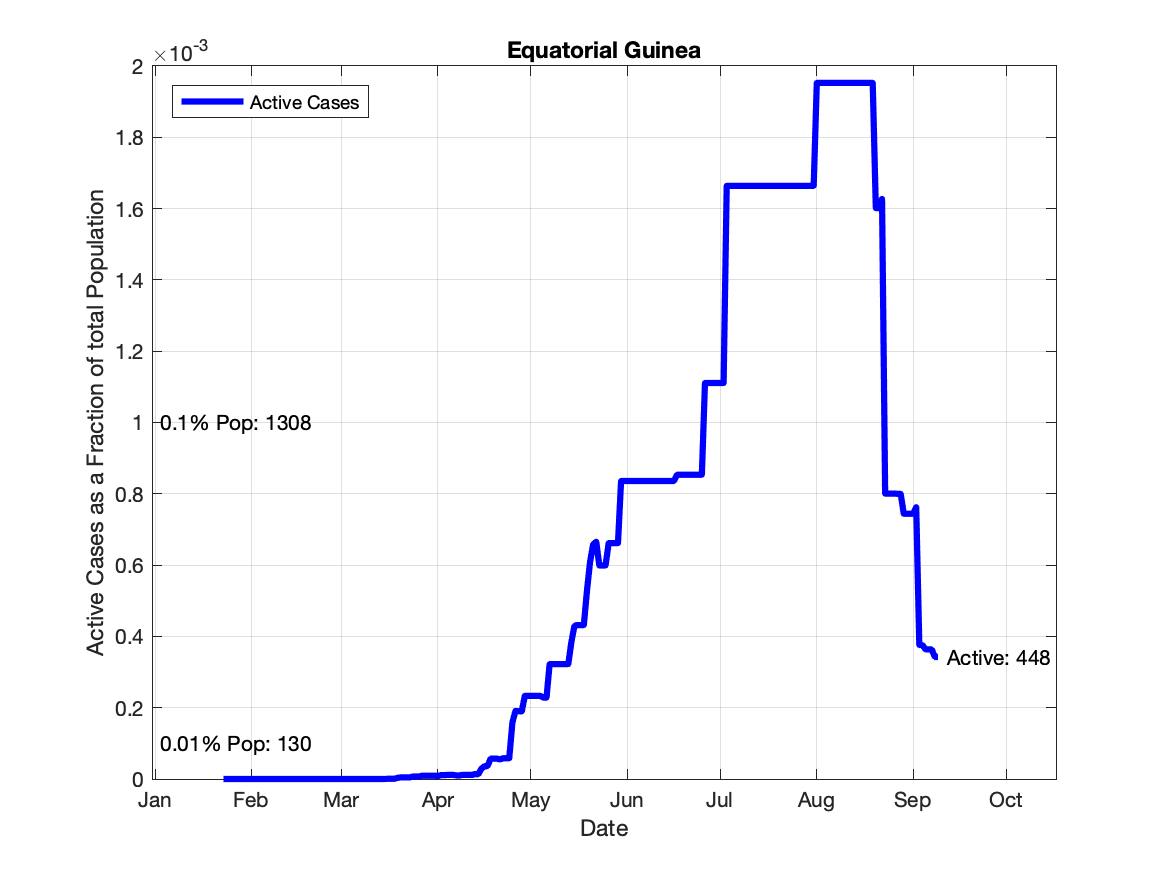 Equatorial Guinea
×10-3
2
1.8
1.6
1.4
1.2
1
0.8
0.6
0.4
0.2
0
Active Cases as a Fraction of total Population
Active Cases
0.1% Pop: 1308
0.01% Pop: 130
Active: 448
Jan Feb Mar Apr May Jun Jul Aug Sep Oct
Date